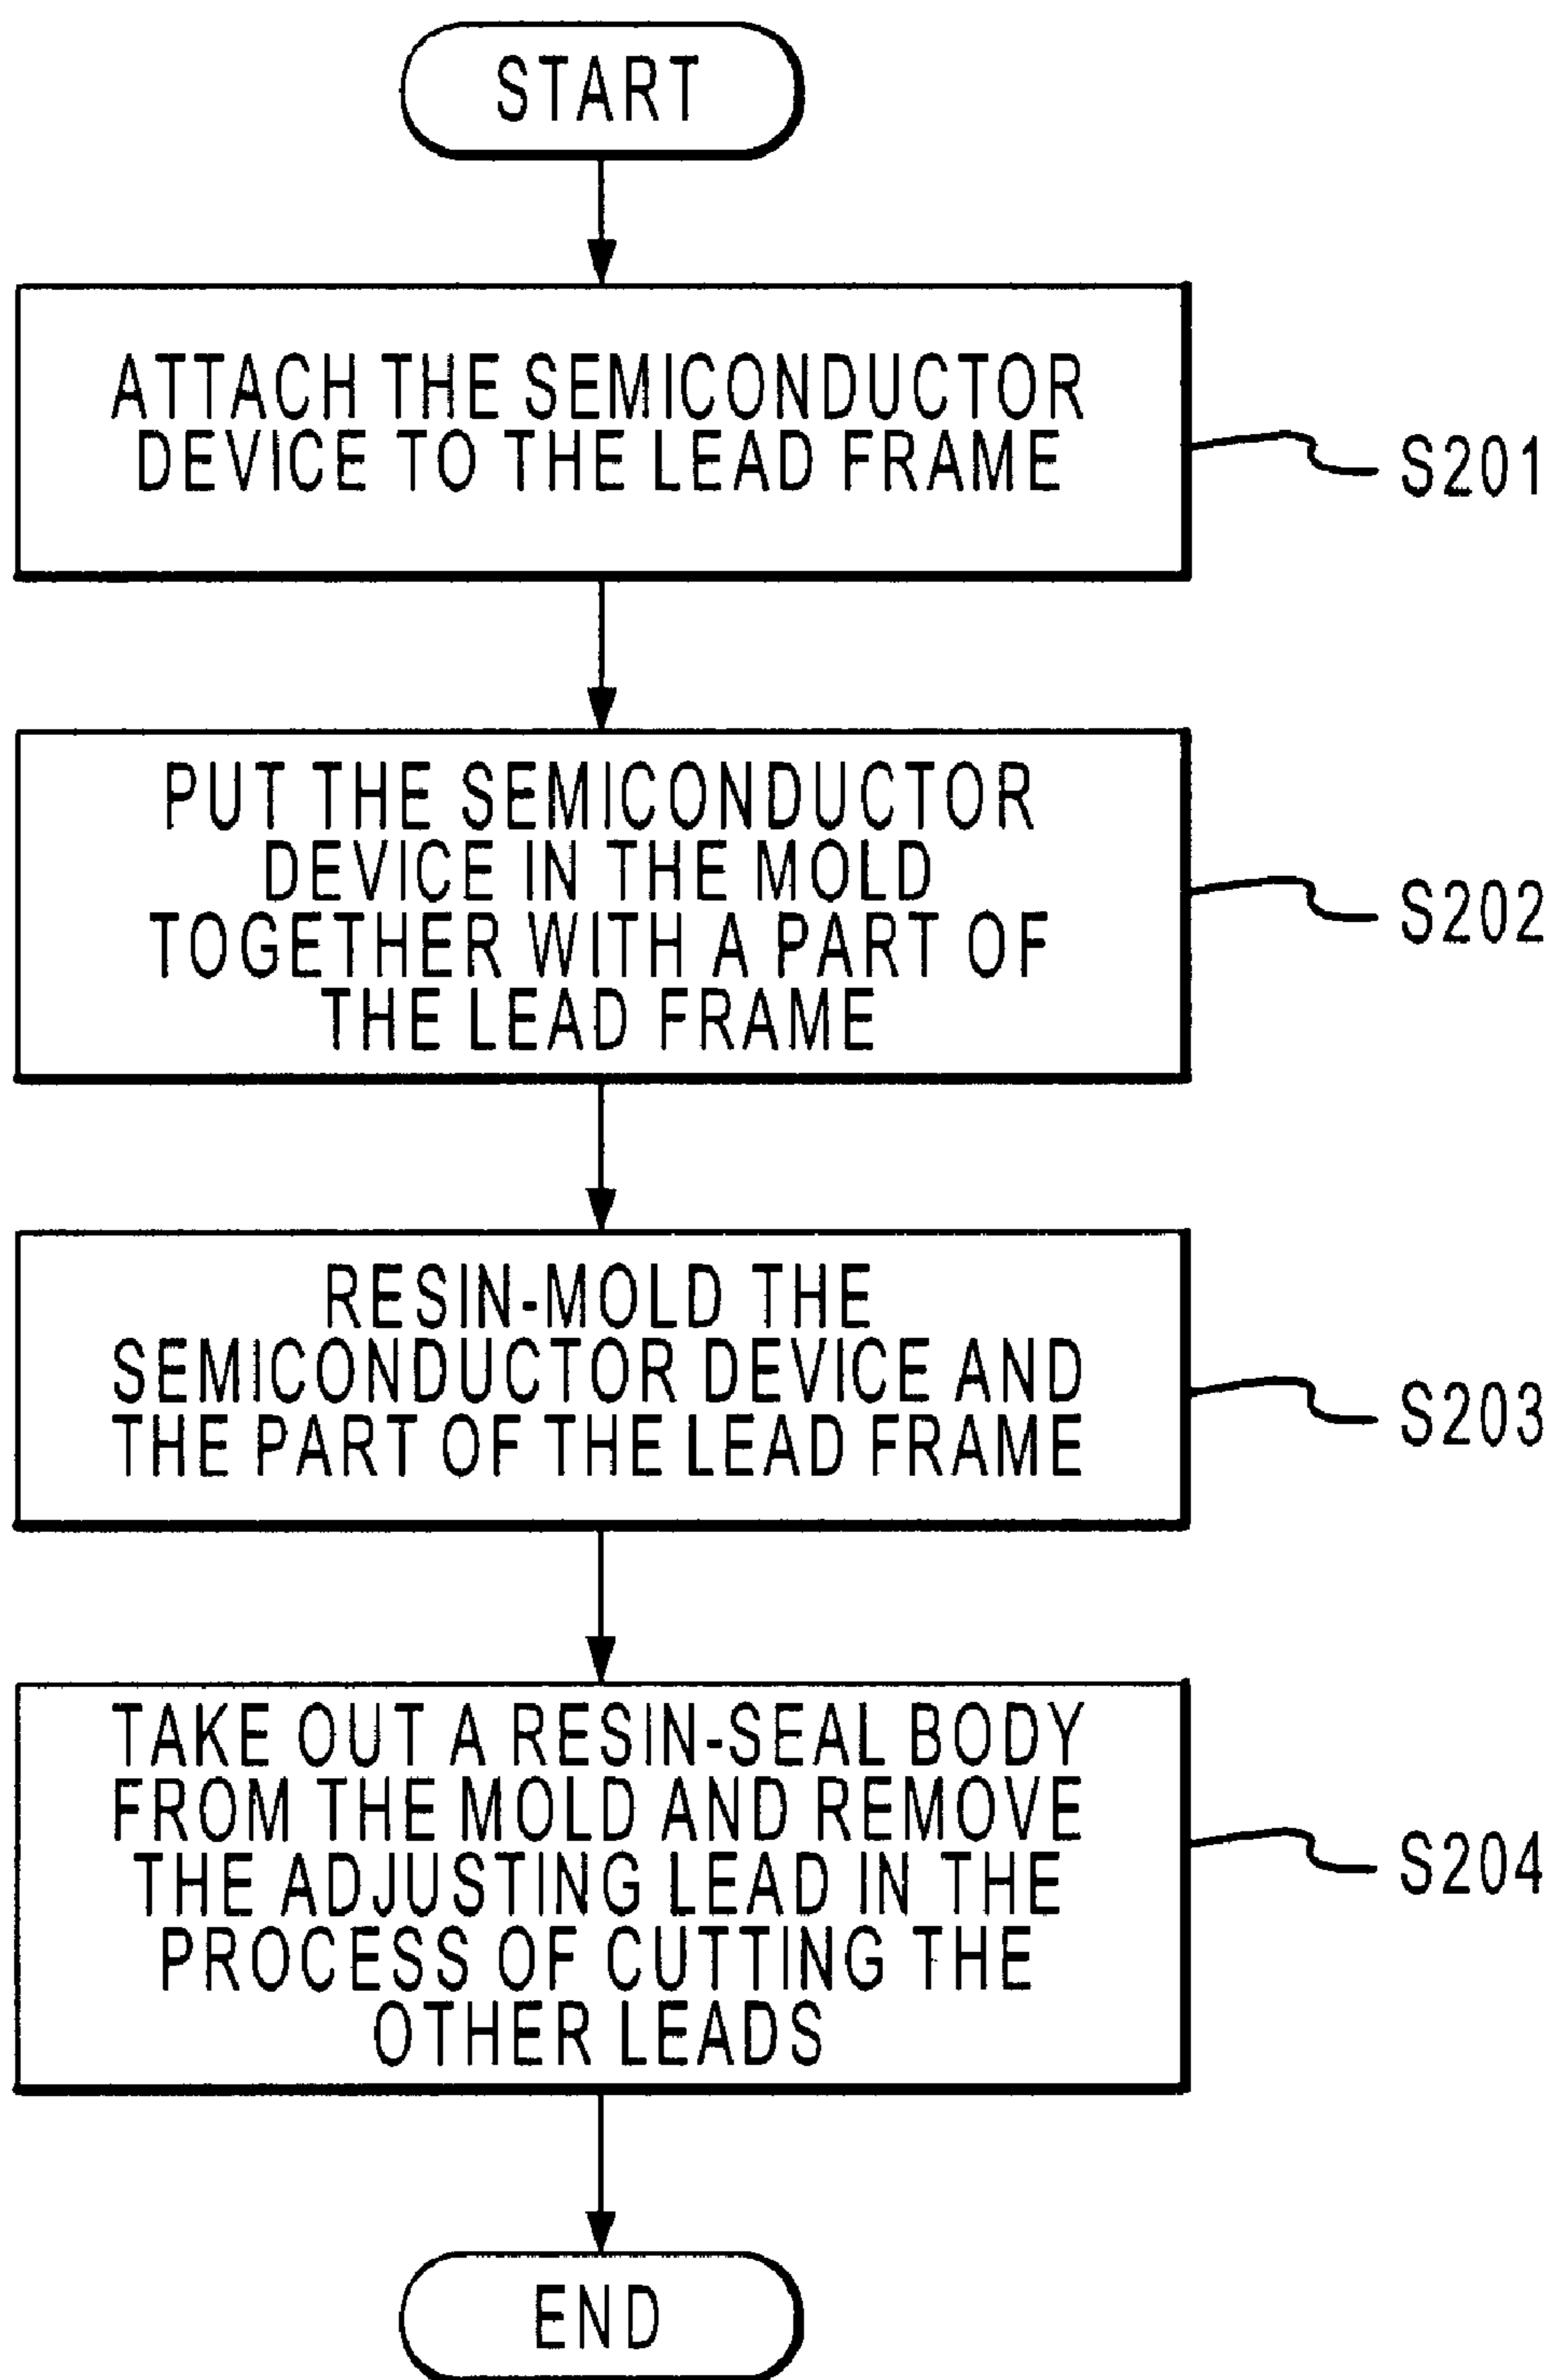 START
ATTACH THE SEMICONDUCTOR
DEVICE TO THE LEAD FRAME
S201
PUT THE SEMICONDUCTOR
DEVICE IN THE MOLD
TOGETHER WITH A PART OF
THE LEAD FRAME
S202
RESIN-MOLD THE
SEMICONDUCTOR DEVICE AND
THE PART OF THE LEAD FRAME
S203
TAKE OUT A RESIN-SEAL BODY
FROM THE MOLD AND REMOVE
THE ADJUSTING LEAD IN THE
PROCESS OF CUTTING THE
OTHER LEADS
S204
END